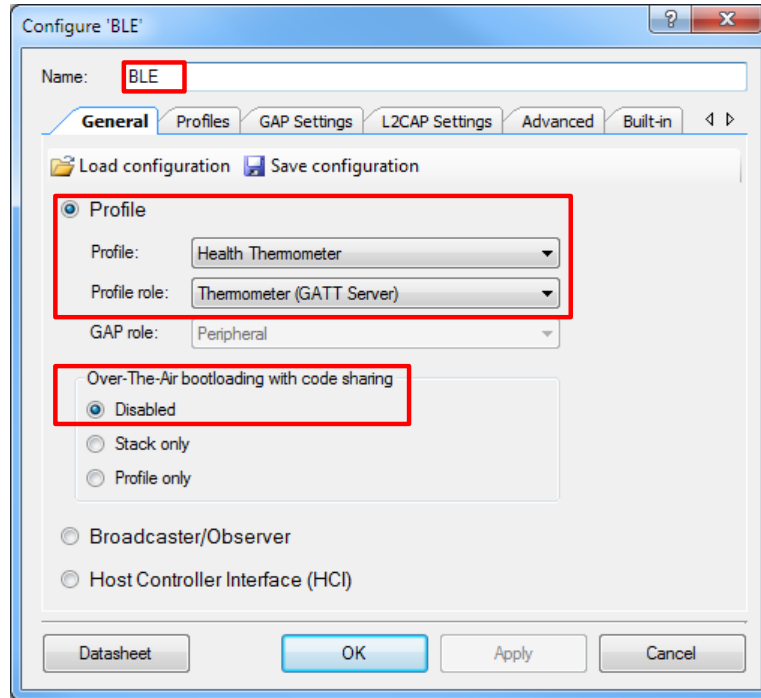 Configure 'BLE'
Name: BLE
General Profiles GAP Settings L2CAP Settings Advanced Built-in
Load configuration Save configuration
Profile
Profile: Health Thermometer
Profile role: Thermometer (GATT Server)
GAP role: Peripheral
Over-The-Air bootloading with code sharing
Disabled
Stack only
Profile only
Broadcaster/Observer
Host Controller Interface (HCI)
Datasheet OK Apply Cancel